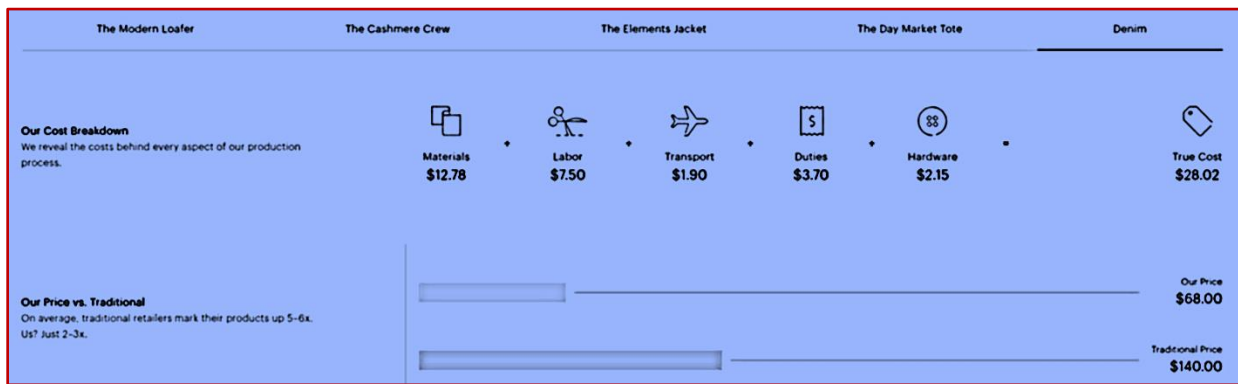 The Modern Loafer The Cashmere Crew The Elements Jacket The Day Market Tote Denim
Our Cost Breakdown
We reveal the costs behind every aspect of our production
process.
Materials + Labor + Transport + Duties + Hardware = True Cost
$12.78 $7.50 $1.90 $3.70 $2.15 $28.02
Our Price vs. Traditional
On average, traditional retailers mark their products up 5-6x.
Us? Just 2-3x.
Our Price
$68.00
Traditional Price
$140.00